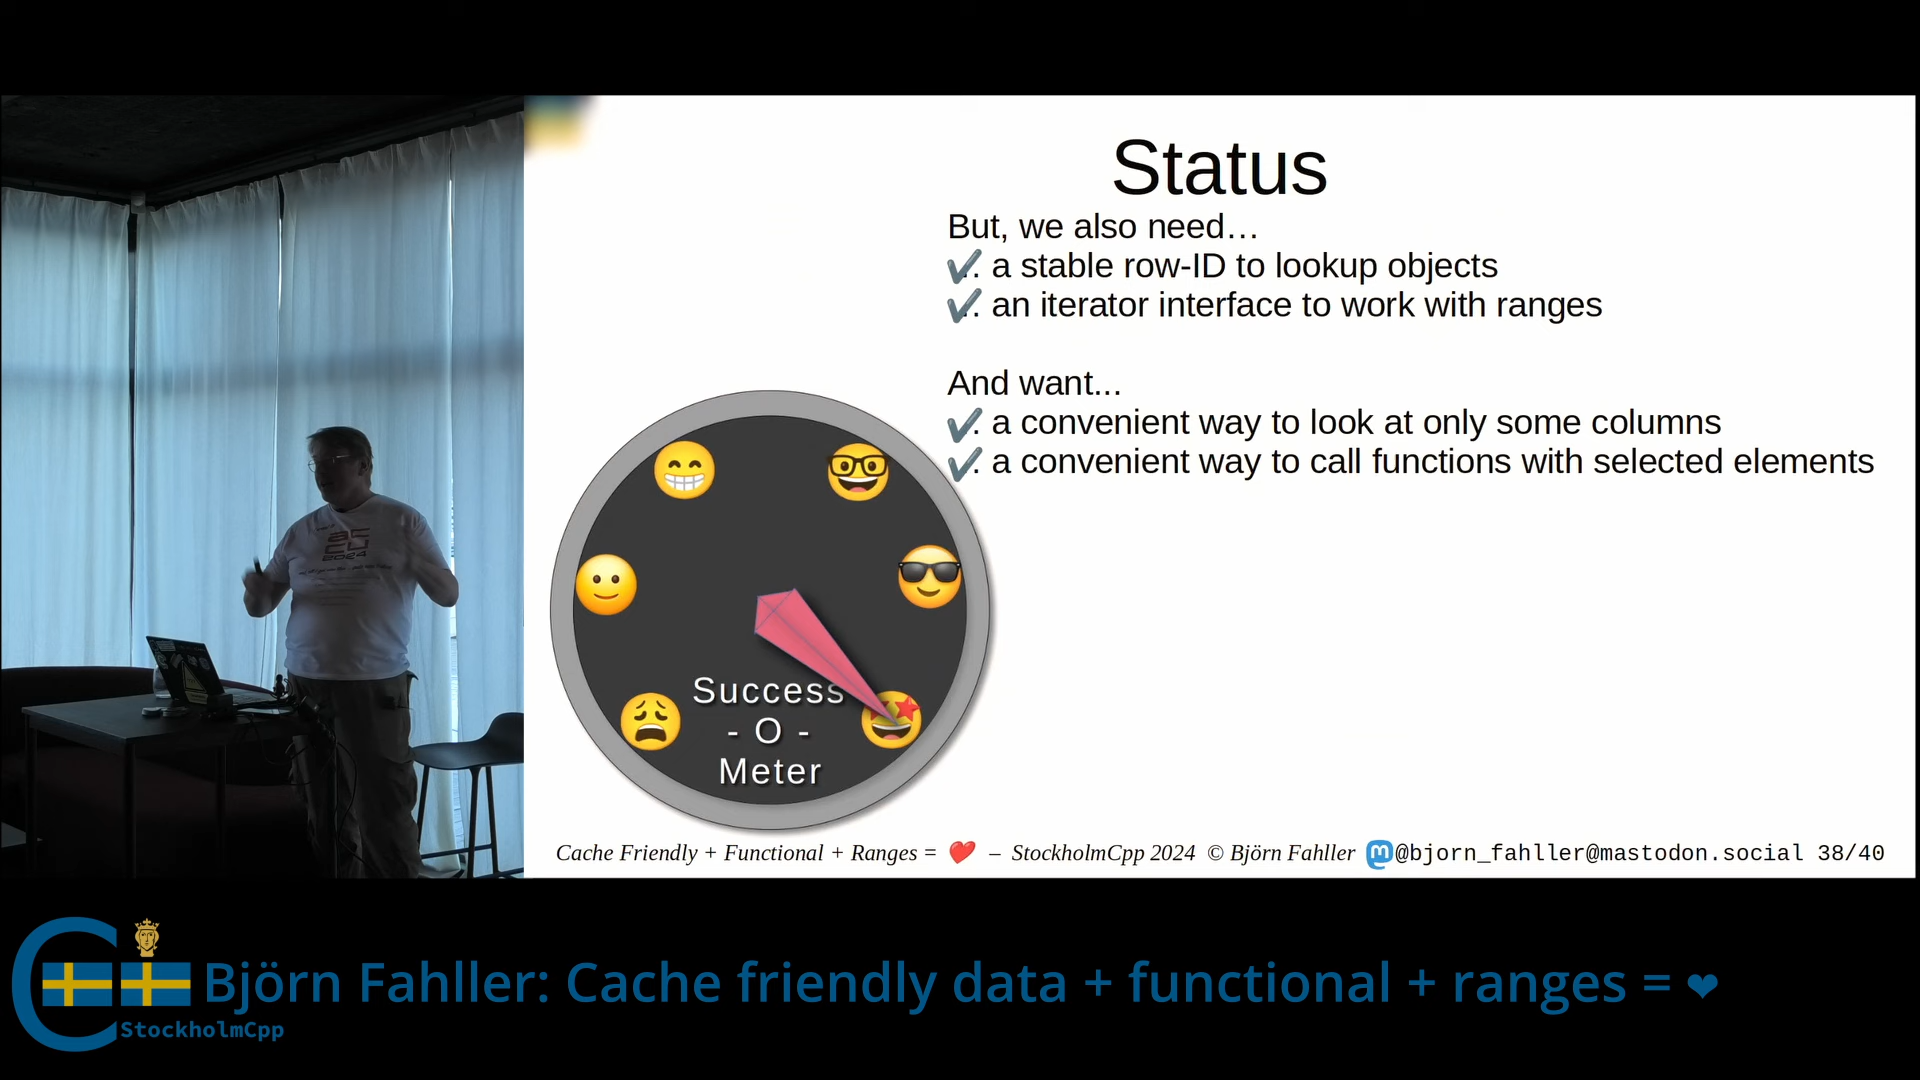 Status
But, we also need…
✔. a stable row-ID to lookup objects
✔. an iterator interface to work with ranges
And want...
✔. a convenient way to look at only some columns
✔. a convenient way to call functions with selected elements
Success
- O -
Meter
Cache Friendly + Functional + Ranges = ❤️ – StockholmCpp 2024 © Björn Fahller @bjorn_fahller@mastodon.social 38/40
accu
2024
Björn Fahller: Cache friendly data + functional + ranges = ❤
StockholmCpp